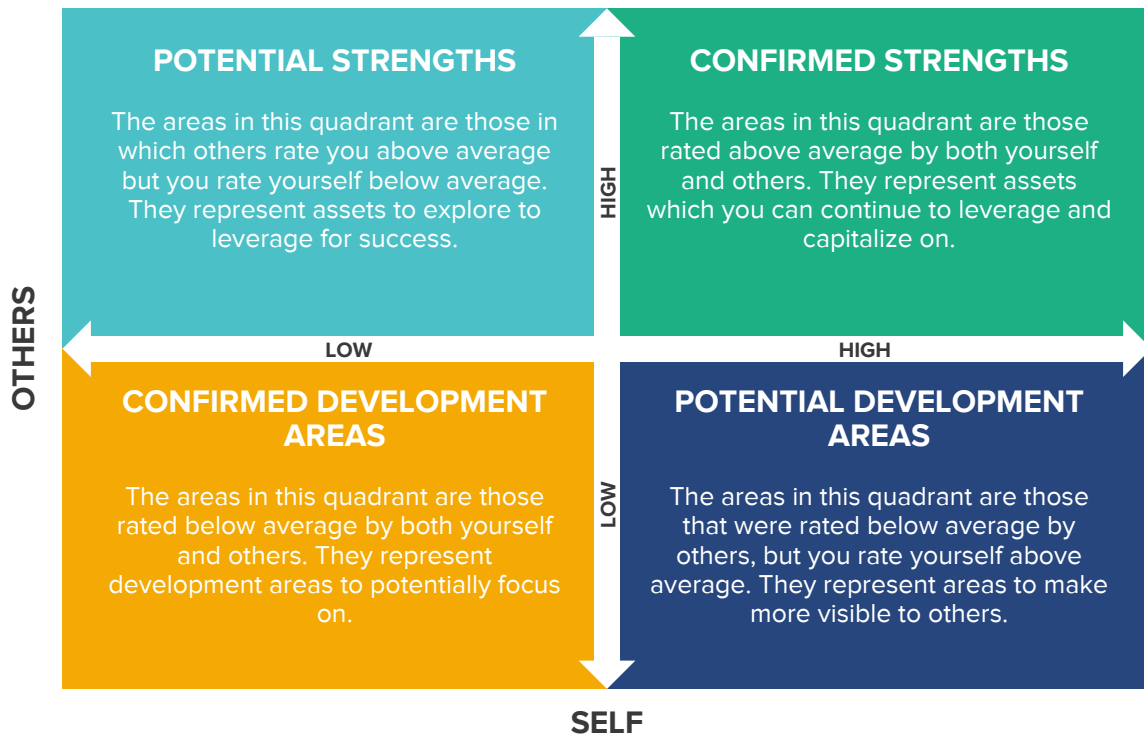 POTENTIAL STRENGTHS
The areas in this quadrant are those in
which others rate you above average
but you rate yourself below average.
They represent assets to explore to
leverage for success.
HIGH
CONFIRMED STRENGTHS
The areas in this quadrant are those
rated above average by both yourself
and others. They represent assets
which you can continue to leverage and
capitalize on.
OTHERS
LOW
HIGH
CONFIRMED DEVELOPMENT
AREAS
The areas in this quadrant are those
rated below average by both yourself
and others. They represent
development areas to potentially focus
on.
LOW
POTENTIAL DEVELOPMENT
AREAS
The areas in this quadrant are those
that were rated below average by
others, but you rate yourself above
average. They represent areas to make
more visible to others.
SELF